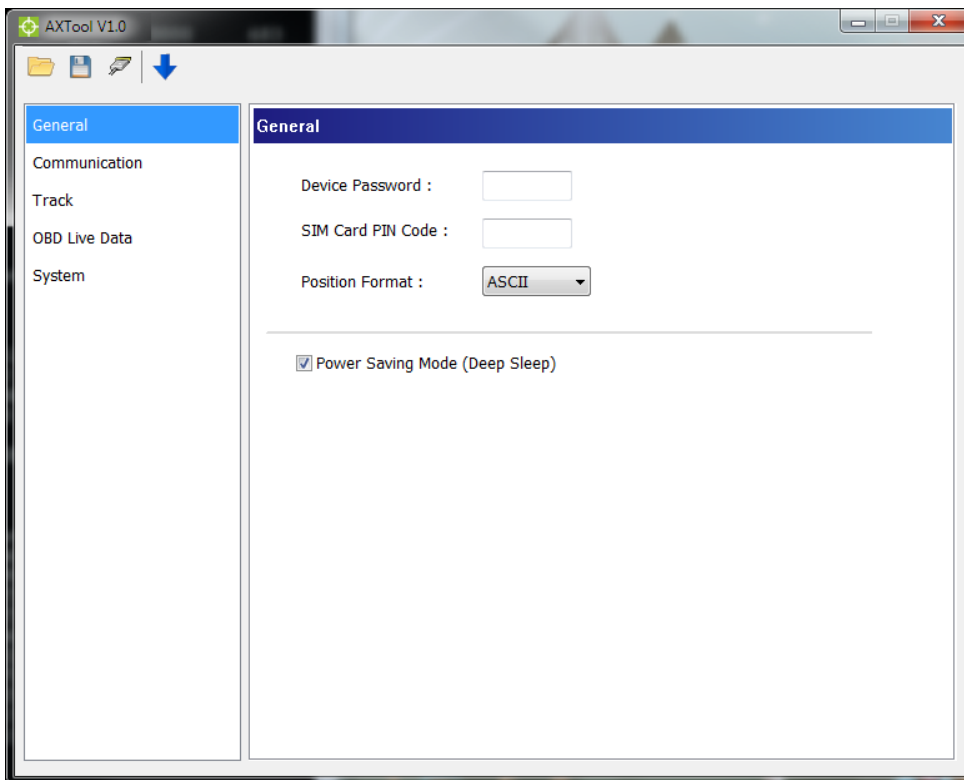 AXTool V1.0
General
Communication
Track
OBD Live Data
System
General
Device Password :
SIM Card PIN Code :
Position Format : ASCII
Power Saving Mode (Deep Sleep)